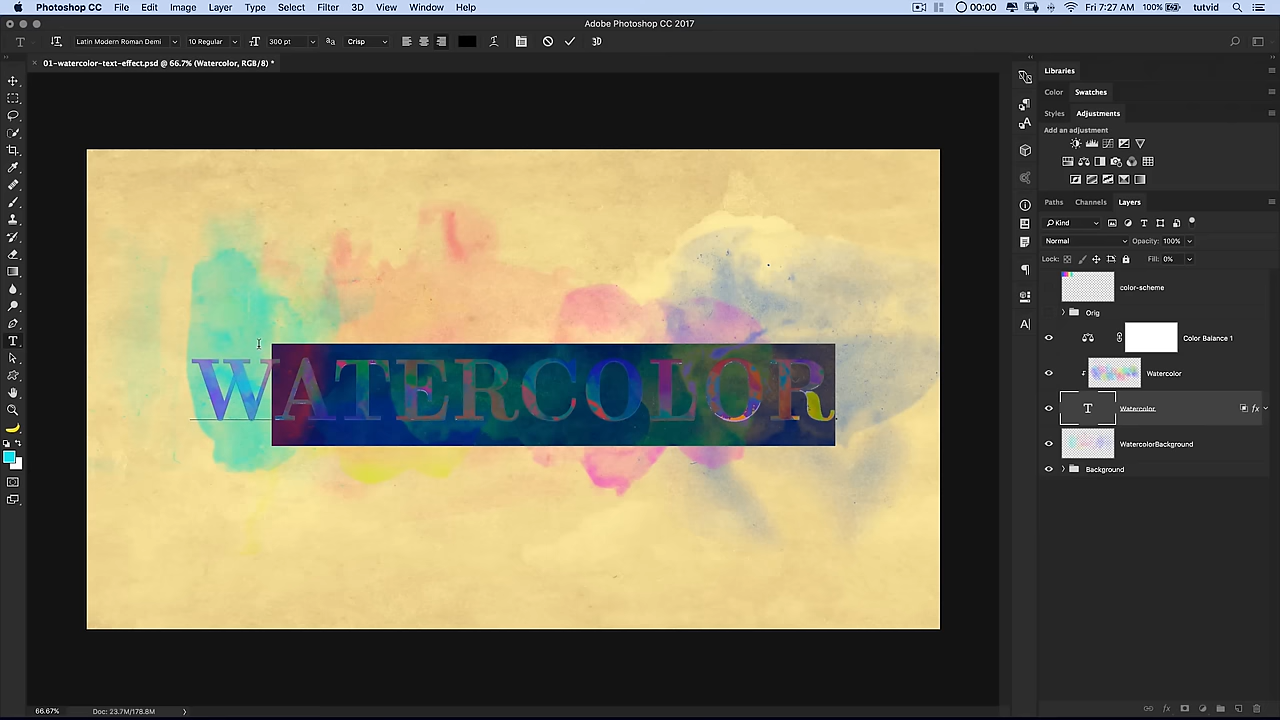 Photoshop CC File Edit Image Layer Type Select Filter 3D View Window Help 00:00 Fri 7:27 AM 100% tutvid
Adobe Photoshop CC 2017
T Latin Modern Roman Demi 10 Regular 300 pt aa Crisp 3D
01-watercolor-text-effect.psd @ 66.7% (Watercolor, RGB/8) *
Libraries
Color Swatches
Styles Adjustments
Add an adjustment
Paths Channels Layers
Kind
Normal Opacity: 100%
Lock: Fill: 0%
color-scheme
Orig
Color Balance 1
Watercolor
T Watercolor fx
WatercolorBackground
Background
WATERCOLOR
66.67% Doc: 23.7M/178.8M